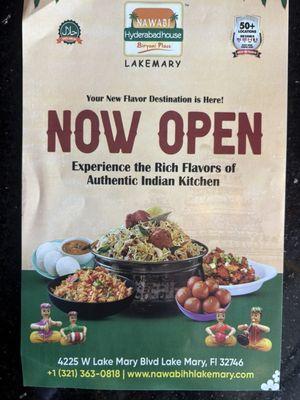 NAWABI
Hyderabad house
Biryani Place
LAKEMARY
50+
LOCATIONS
Your New Flavor Destination is Here!
NOW OPEN
Experience the Rich Flavors of
Authentic Indian Kitchen
4225 W Lake Mary Blvd Lake Mary, Fl 32746
+1 (321) 363-0818 | www.nawabihhlakemary.com